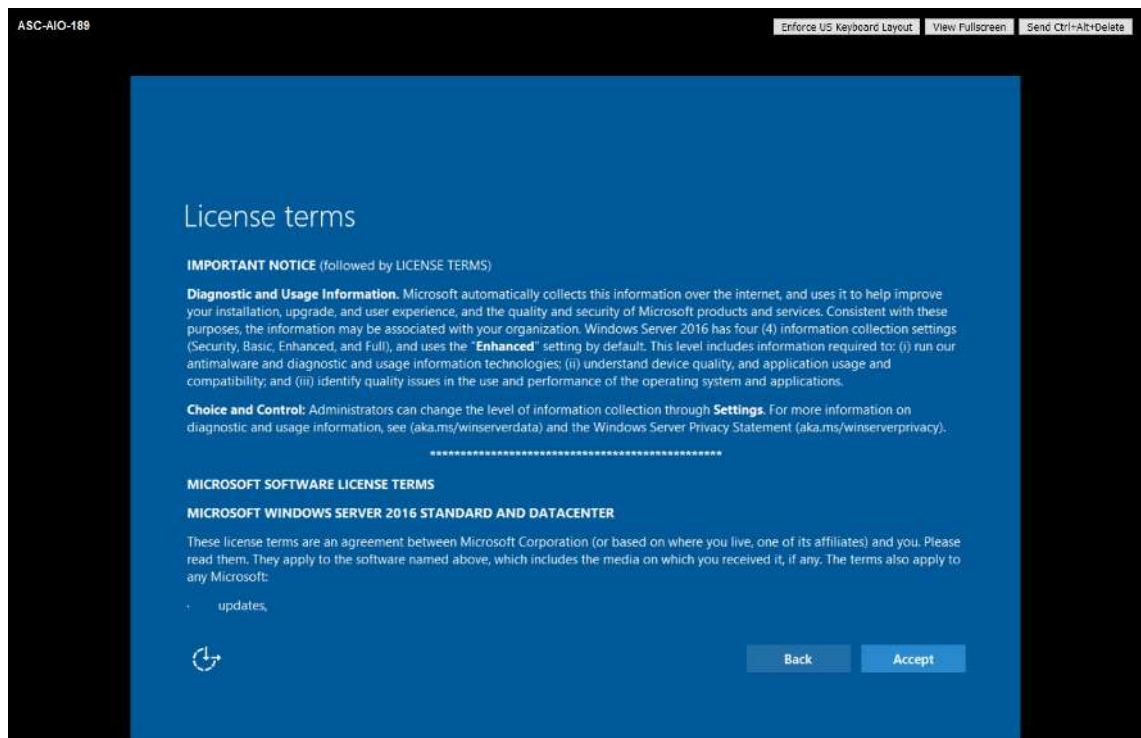 ASC-AIO-189
Enforce US Keyboard Layout View Fullscreen Send Ctrl+Alt+Delete
License terms
IMPORTANT NOTICE (followed by LICENSE TERMS)
Diagnostic and Usage Information. Microsoft automatically collects this information over the internet, and uses it to help improve
your installation, upgrade, and user experience, and the quality and security of Microsoft products and services. Consistent with these
purposes, the information may be associated with your organization. Windows Server 2016 has four (4) information collection settings
(Security, Basic, Enhanced, and Full), and uses the "Enhanced" setting by default. This level includes information required to: (i) run our
antimalware and diagnostic and usage information technologies; (ii) understand device quality, and application usage and
compatibility; and (iii) identify quality issues in the use and performance of the operating system and applications.
Choice and Control: Administrators can change the level of information collection through Settings. For more information on
diagnostic and usage information, see (aka.ms/winserverdata) and the Windows Server Privacy Statement (aka.ms/winserverprivacy).
************************************************
MICROSOFT SOFTWARE LICENSE TERMS
MICROSOFT WINDOWS SERVER 2016 STANDARD AND DATACENTER
These license terms are an agreement between Microsoft Corporation (or based on where you live, one of its affiliates) and you. Please
read them. They apply to the software named above, which includes the media on which you received it, if any. The terms also apply to
any Microsoft:
· updates,
Back Accept